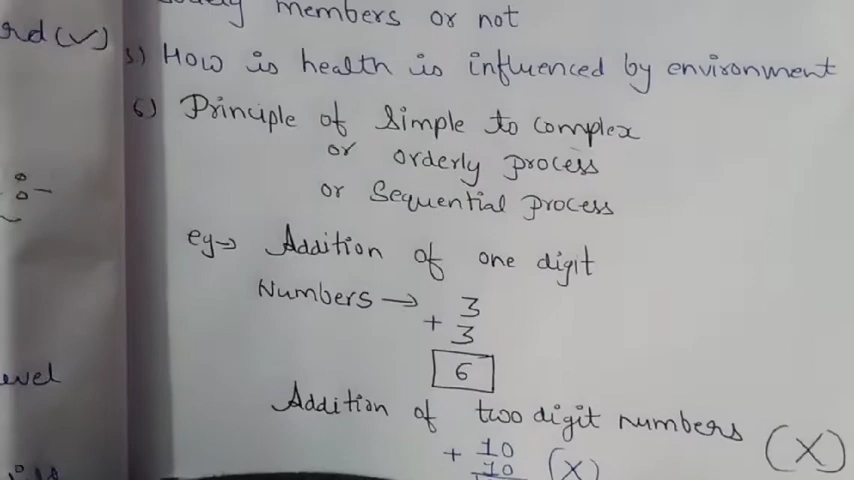 members or not
rd (✓)
5) How is health is influenced by environment
6) Principle of Simple to complex
or orderly process
or Sequential process
eg→ Addition of one digit
Numbers → 3
+ 3
6
evel
Addition of two digit numbers (X)
+ 10
10 (X)